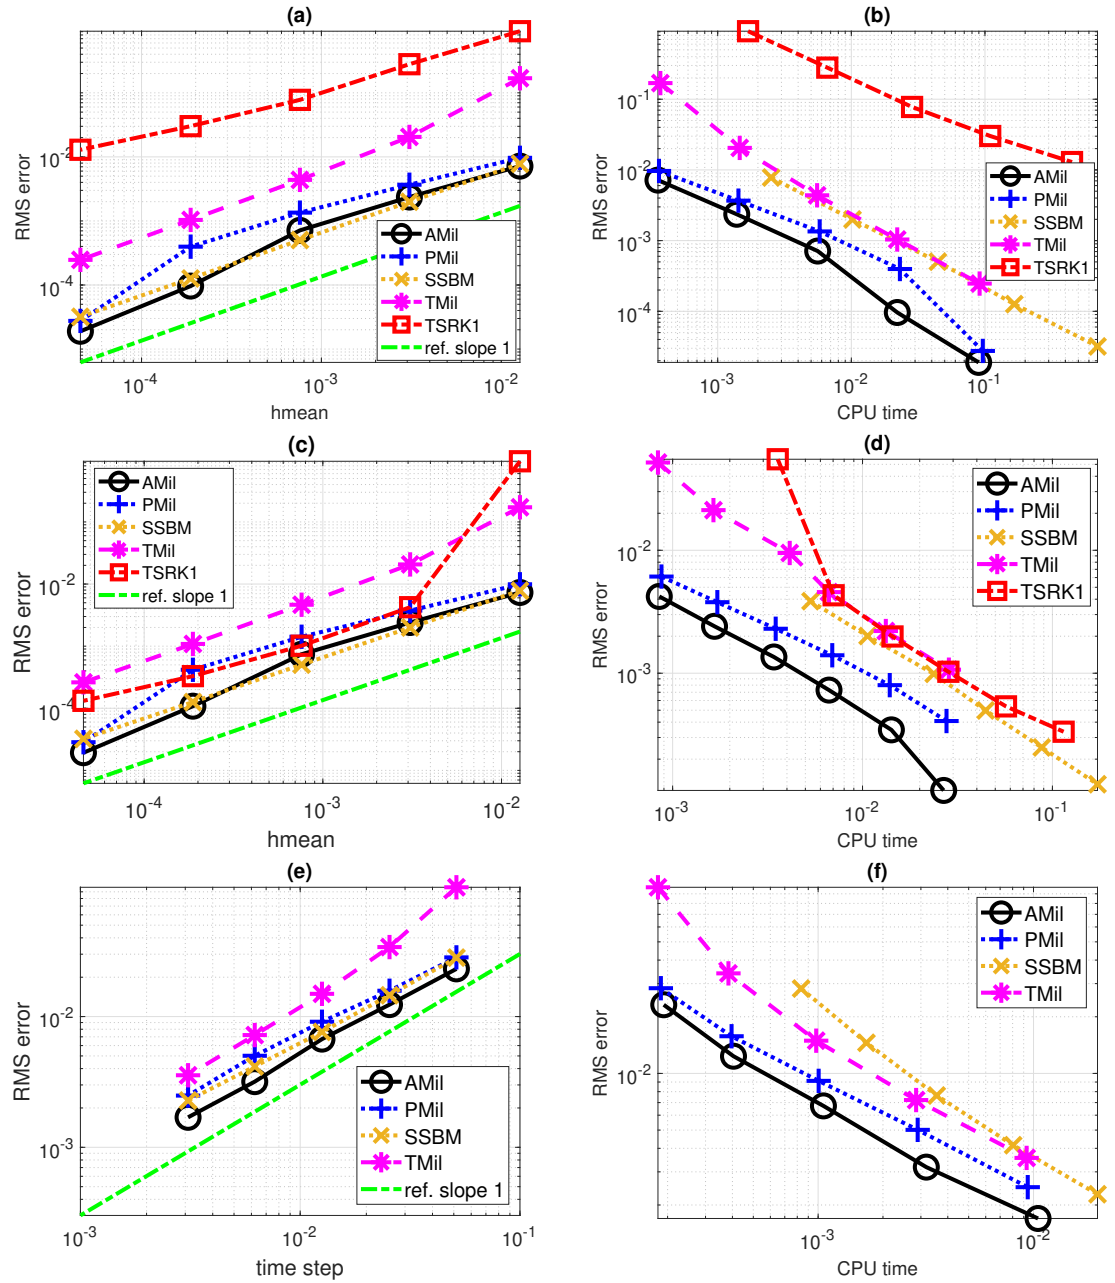 (a)
RMS error
10^-2
10^-4
10^-4
10^-3
10^-2
hmean
AMil
PMil
SSBM
TMil
TSRK1
ref. slope 1
(b)
RMS error
10^-1
10^-2
10^-3
10^-4
10^-3
10^-2
10^-1
CPU time
AMil
PMil
SSBM
TMil
TSRK1
(c)
RMS error
10^-2
10^-4
10^-4
10^-3
10^-2
hmean
AMil
PMil
SSBM
TMil
TSRK1
ref. slope 1
(d)
RMS error
10^-2
10^-3
10^-3
10^-2
10^-1
CPU time
AMil
PMil
SSBM
TMil
TSRK1
(e)
RMS error
10^-2
10^-3
10^-3
10^-2
10^-1
time step
AMil
PMil
SSBM
TMil
ref. slope 1
(f)
RMS error
10^-2
10^-3
10^-2
CPU time
AMil
PMil
SSBM
TMil